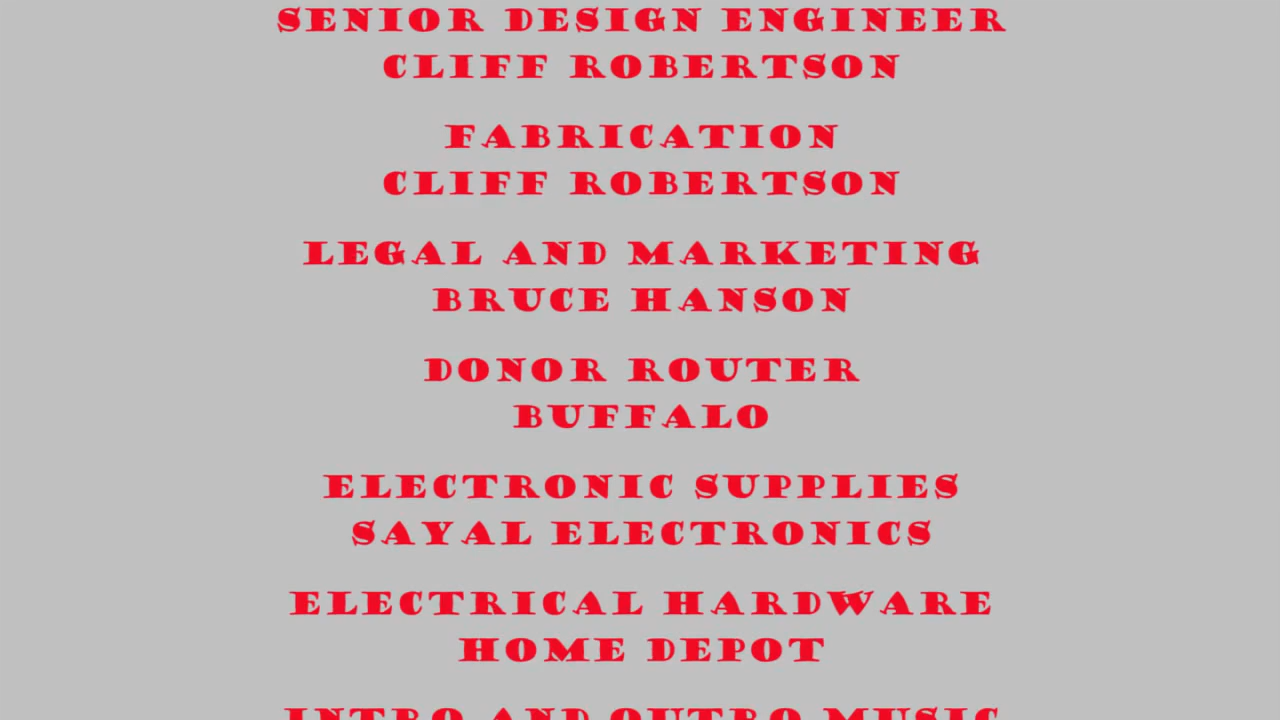 SENIOR DESIGN ENGINEER
CLIFF ROBERTSON
FABRICATION
CLIFF ROBERTSON
LEGAL AND MARKETING
BRUCE HANSON
DONOR ROUTER
BUFFALO
ELECTRONIC SUPPLIES
SAYAL ELECTRONICS
ELECTRICAL HARDWARE
HOME DEPOT
INTRO AND OUTRO MUSIC